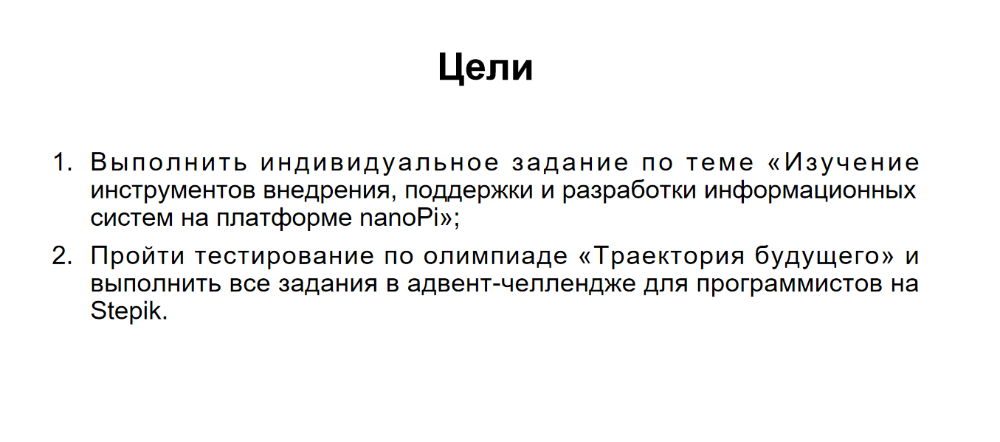 Цели
1. Выполнить индивидуальное задание по теме «Изучение
инструментов внедрения, поддержки и разработки информационных
систем на платформе nanoPi»;
2. Пройти тестирование по олимпиаде «Траектория будущего» и
выполнить все задания в адвент-челлендже для программистов на
Stepik.